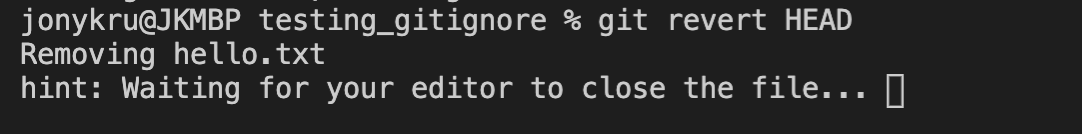 jonykru@JKMBP testing_gitignore % git revert HEAD
Removing hello.txt
hint: Waiting for your editor to close the file...